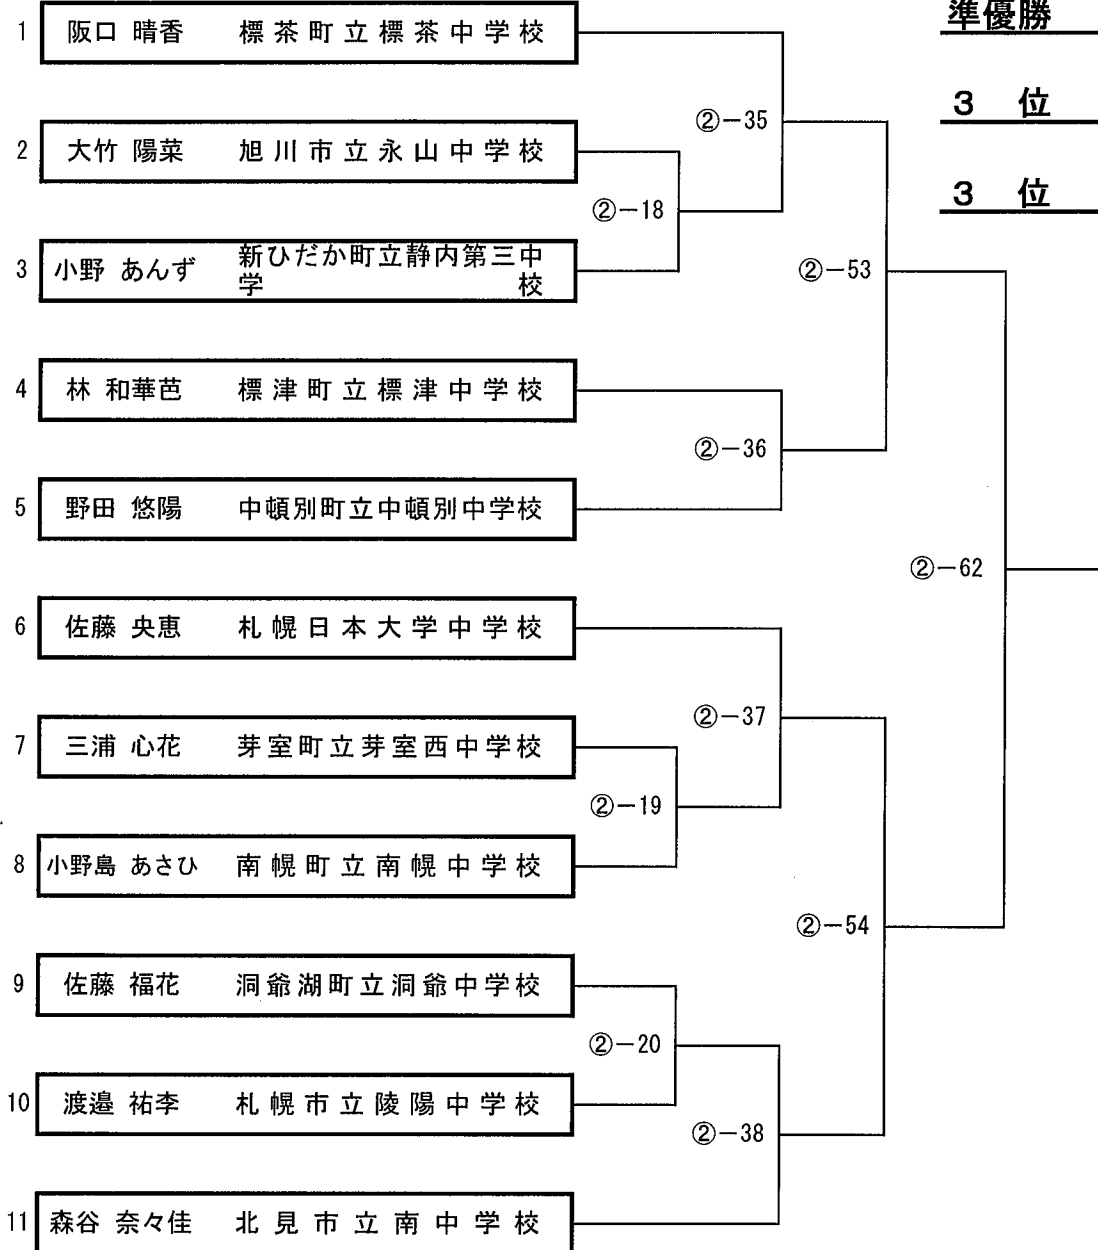 準優勝
3 位
3 位
1 阪口 晴香 標茶町立標茶中学校
②-35
2 大竹 陽菜 旭川市立永山中学校
②-18
3 小野 あんず 新ひだか町立静内第三中
学校
②-53
4 林 和華芭 標津町立標津中学校
②-36
5 野田 悠陽 中頓別町立中頓別中学校
②-62
6 佐藤 央恵 札幌日本大学中学校
②-37
7 三浦 心花 芽室町立芽室西中学校
②-19
8 小野島 あさひ 南幌町立南幌中学校
②-54
9 佐藤 福花 洞爺湖町立洞爺中学校
②-20
10 渡邉 祐李 札幌市立陵陽中学校
②-38
11 森谷 奈々佳 北見市立南中学校